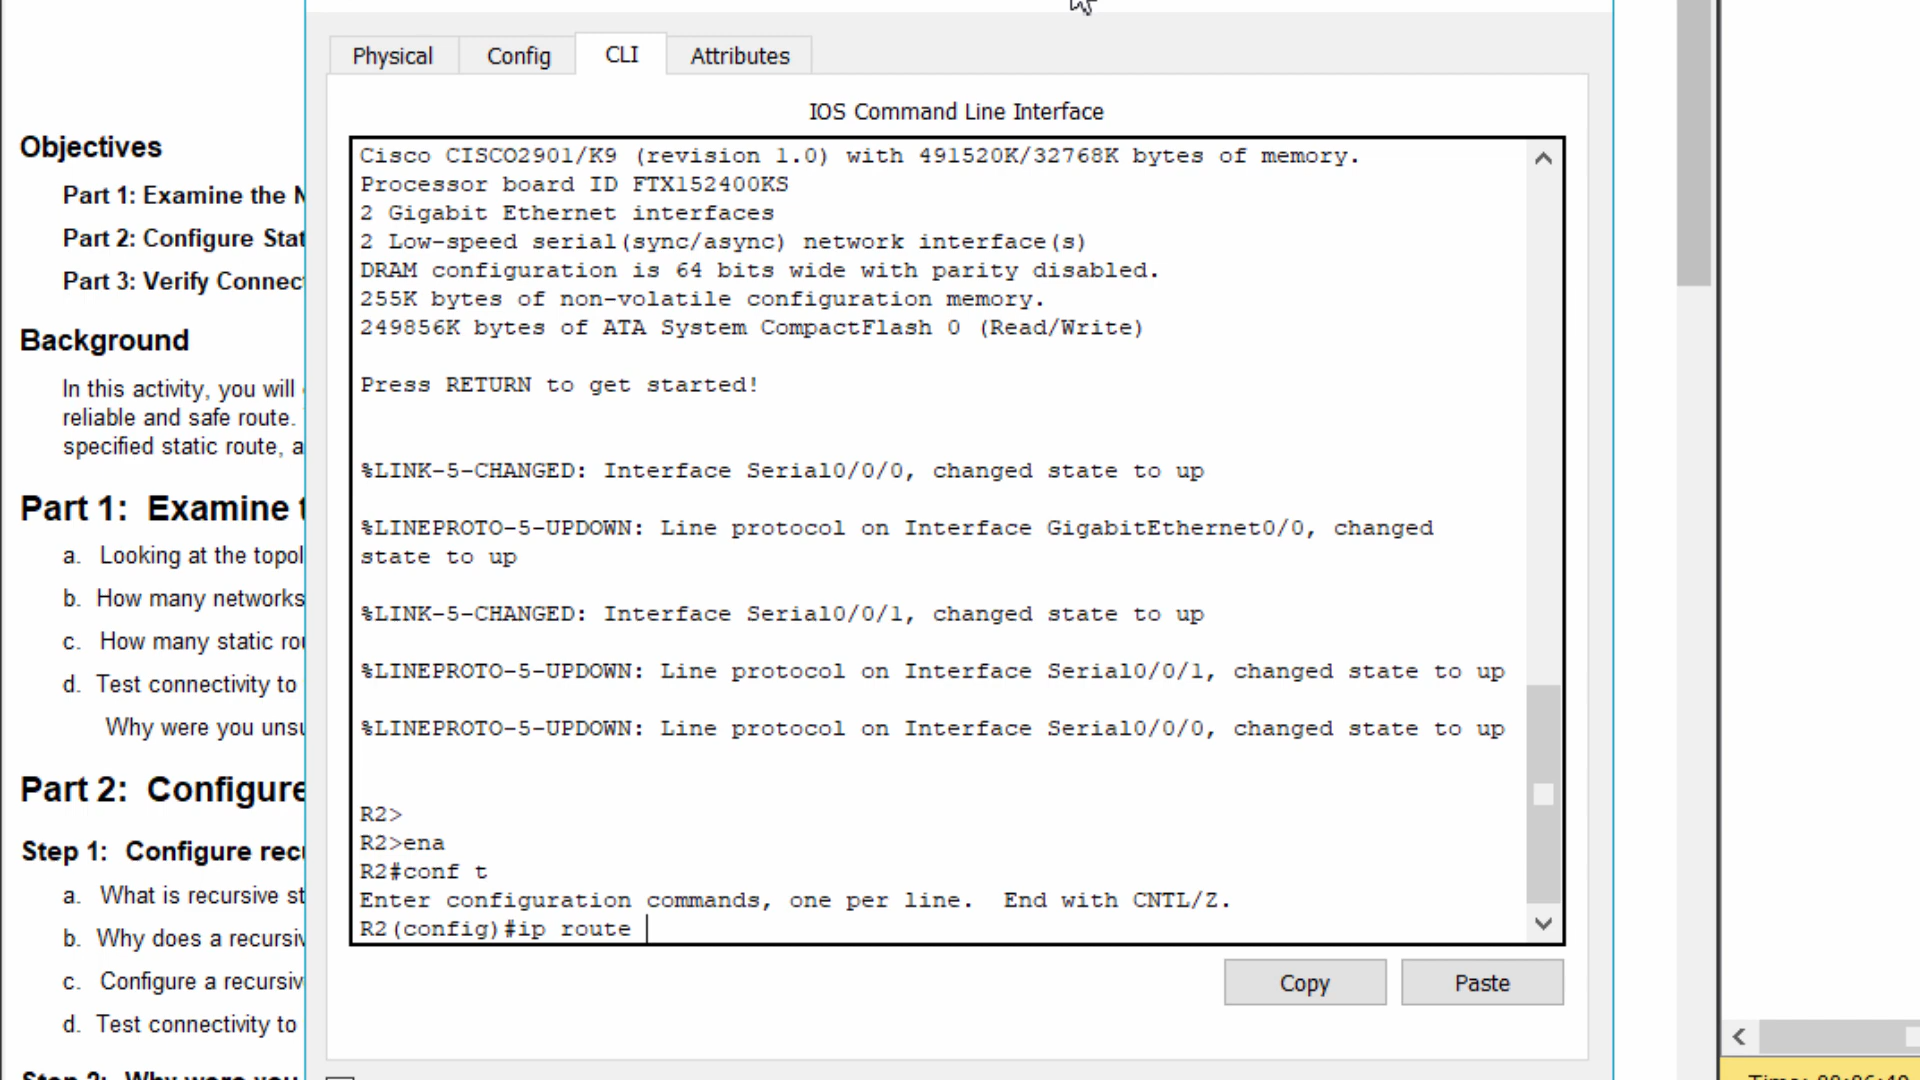 Physical
Config
CLI
Attributes
IOS Command Line Interface
Cisco CISCO2901/K9 (revision 1.0) with 491520K/32768K bytes of memory.
Processor board ID FTX152400KS
2 Gigabit Ethernet interfaces
2 Low-speed serial(sync/async) network interface(s)
DRAM configuration is 64 bits wide with parity disabled.
255K bytes of non-volatile configuration memory.
249856K bytes of ATA System CompactFlash 0 (Read/Write)
Press RETURN to get started!
%LINK-5-CHANGED: Interface Serial0/0/0, changed state to up
%LINEPROTO-5-UPDOWN: Line protocol on Interface GigabitEthernet0/0, changed
state to up
%LINK-5-CHANGED: Interface Serial0/0/1, changed state to up
%LINEPROTO-5-UPDOWN: Line protocol on Interface Serial0/0/1, changed state to up
%LINEPROTO-5-UPDOWN: Line protocol on Interface Serial0/0/0, changed state to up
R2>
R2>ena
R2#conf t
Enter configuration commands, one per line.  End with CNTL/Z.
R2(config)#ip route
Copy
Paste
Objectives
Part 1: Examine the
Part 2: Configure
Part 3: Verify
Background
In this activity, you will
reliable and safe route.
specified static route,
Part 1: Examine
a. Looking at the
b. How many networks
c. How many static
d. Test connectivity to
Why were you
Part 2: Configure
Step 1: Configure
a. What is recursive
b. Why does a
c. Configure a
d. Test connectivity to